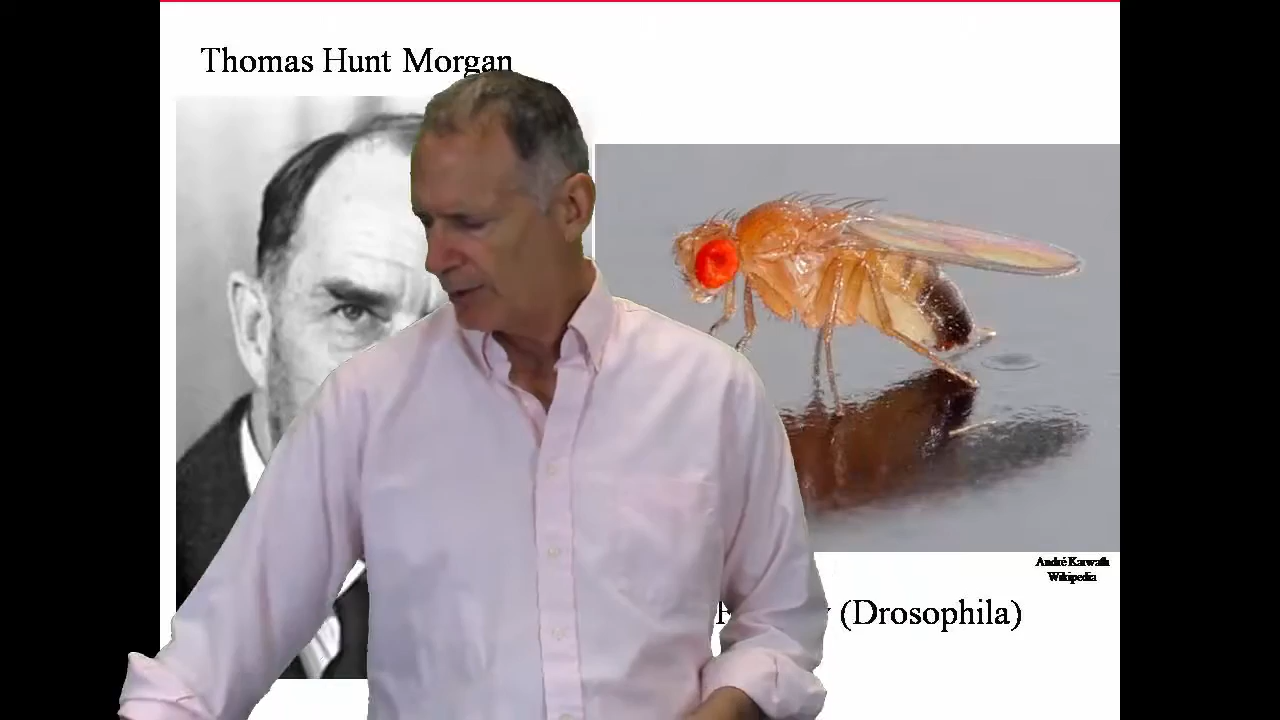 Thomas Hunt Morgan
André Karwath
Wikipedia
(Drosophila)